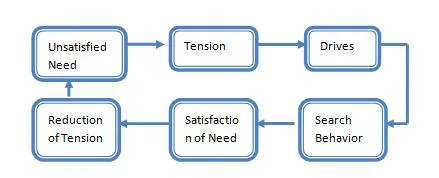 Unsatisfied
Need
Tension
Drives
Reduction
of Tension
Satisfactio
n of Need
Search
Behavior